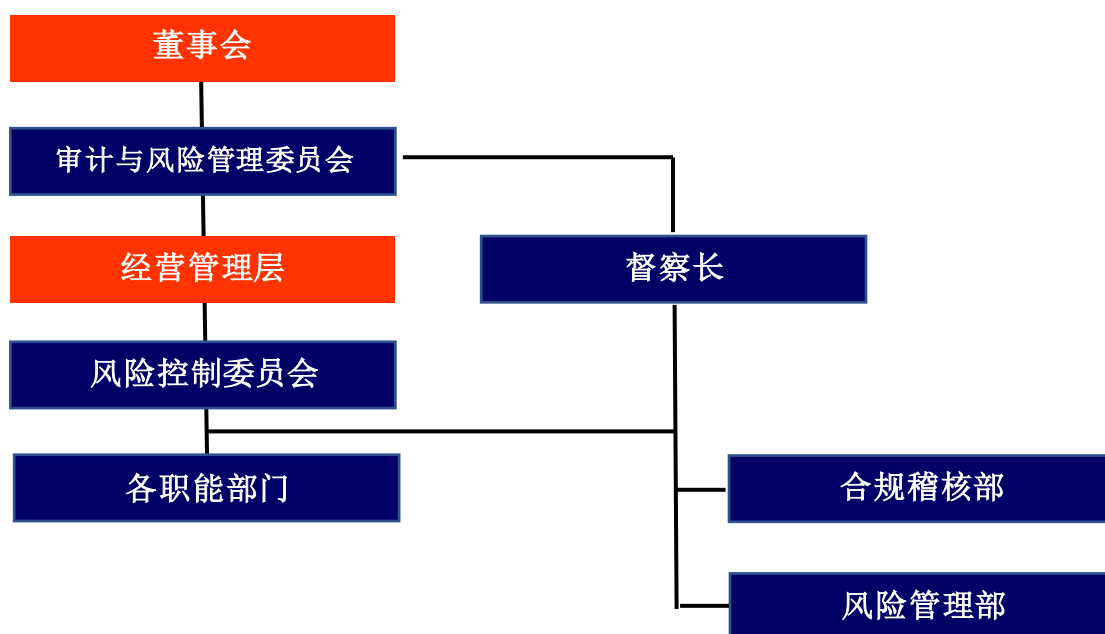 董事会
审计与风险管理委员会
经营管理层
督察长
风险控制委员会
各职能部门
合规稽核部
风险管理部